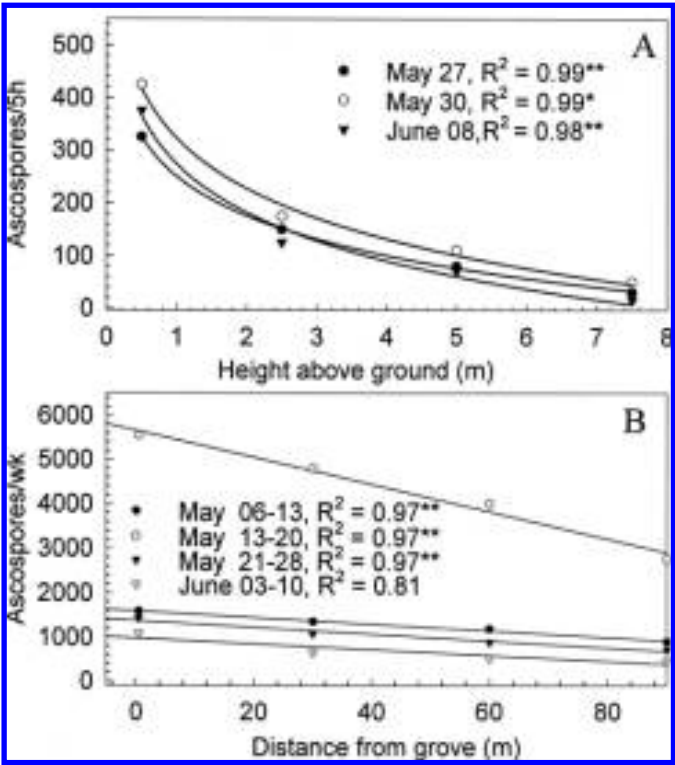 A
500
400
300
200
100
0
Ascospores/5h
May 27, R² = 0.99**
May 30, R² = 0.99*
June 08,R² = 0.98**
0 1 2 3 4 5 6 7 8
Height above ground (m)
B
6000
5000
4000
3000
2000
1000
0
Ascospores/wk
May 06-13, R² = 0.97**
May 13-20, R² = 0.97**
May 21-28, R² = 0.97**
June 03-10, R² = 0.81
0 20 40 60 80
Distance from grove (m)